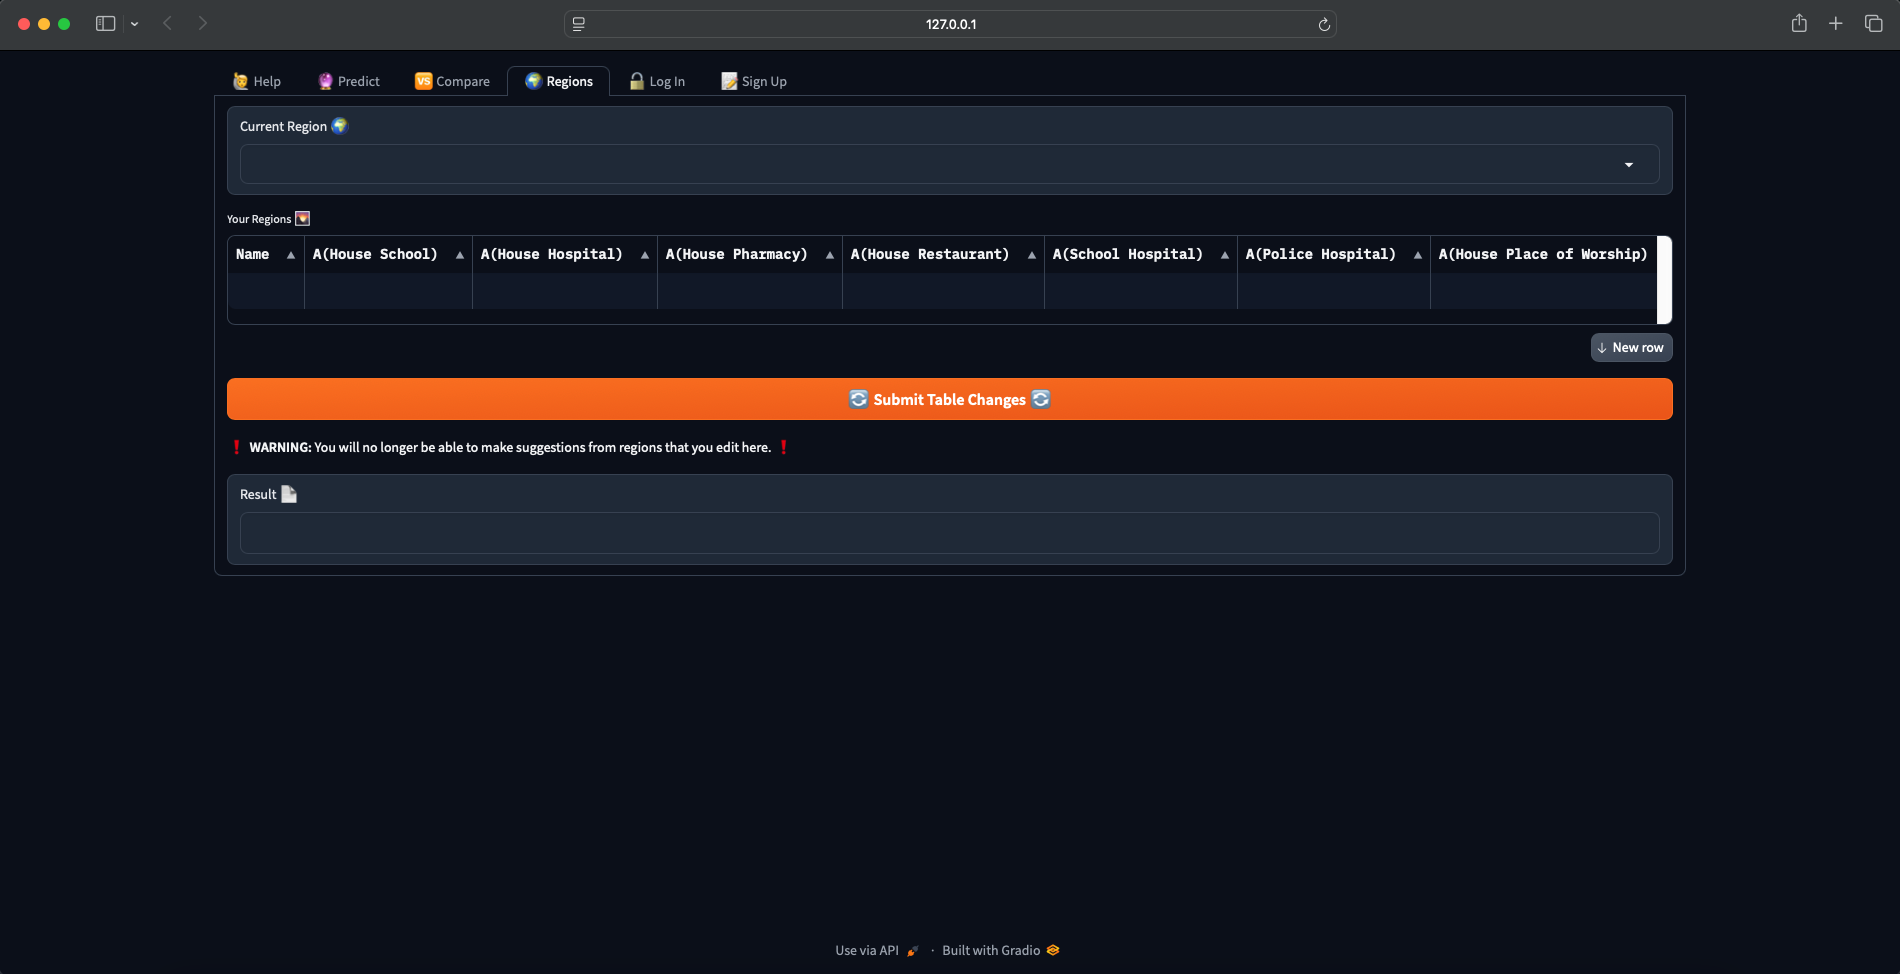 127.0.0.1
Help Predict VS Compare Regions Log In Sign Up
Current Region
Your Regions
Name A(House School) A(House Hospital) A(House Pharmacy) A(House Restaurant) A(School Hospital) A(Police Hospital) A(House Place of Worship)
↓ New row
Submit Table Changes
❗ WARNING: You will no longer be able to make suggestions from regions that you edit here. ❗
Result
Use via API · Built with Gradio